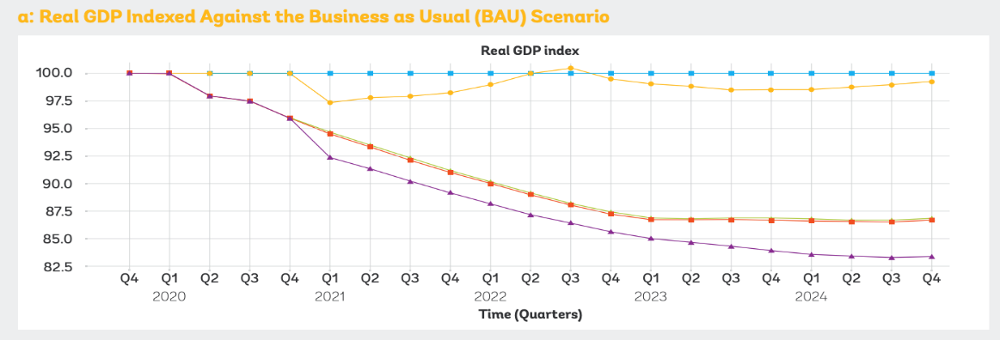 a: Real GDP Indexed Against the Business as Usual (BAU) Scenario
Real GDP index
100.0
97.5
95.0
92.5
90.0
87.5
85.0
82.5
Q4 Q1 Q2 Q3 Q4 Q1 Q2 Q3 Q4 Q1 Q2 Q3 Q4 Q1 Q2 Q3 Q4 Q1 Q2 Q3 Q4
2020 2021 2022 2023 2024
Time (Quarters)